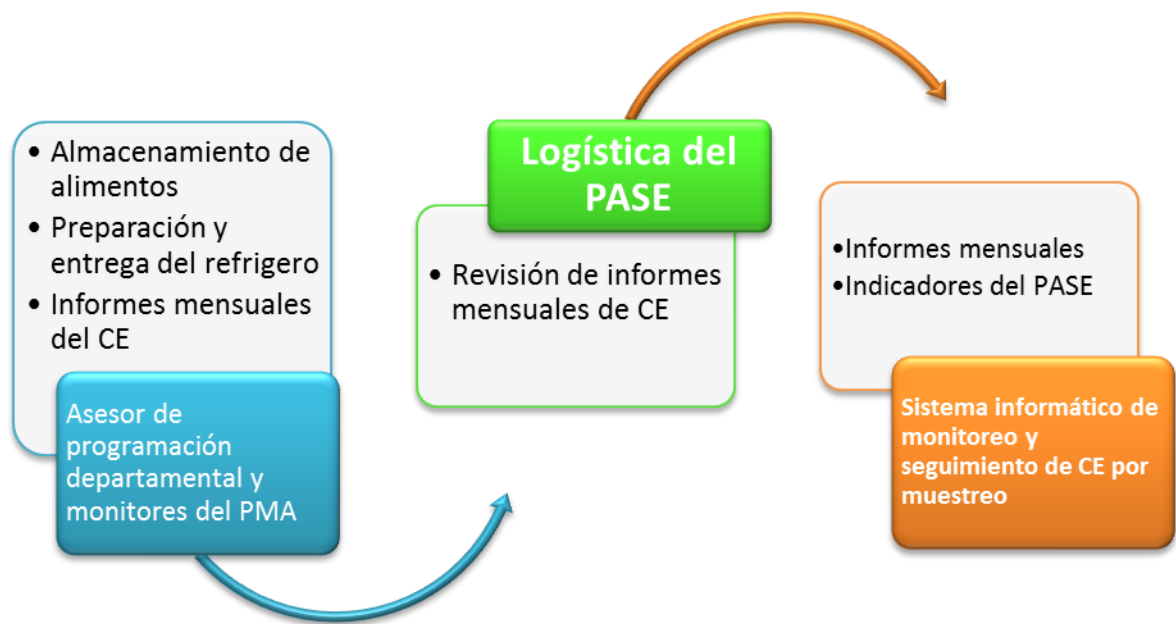 • Almacenamiento de
alimentos
• Preparación y
entrega del refrigero
• Informes mensuales
del CE
Asesor de
programación
departamental y
monitores del PMA
Logística del
PASE
• Revisión de informes
mensuales de CE
•Informes mensuales
•Indicadores del PASE
Sistema informático de
monitoreo y
seguimiento de CE por
muestreo